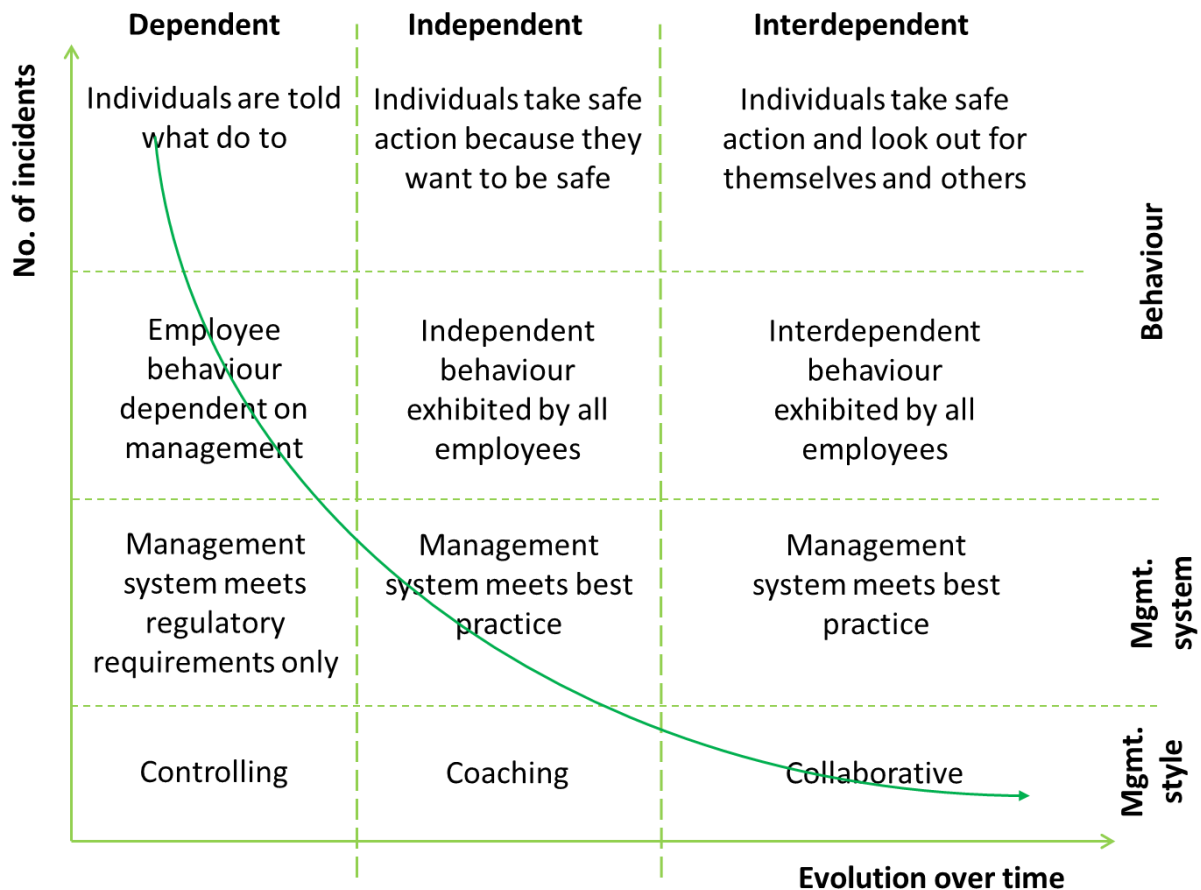 Dependent
Independent
Interdependent
No. of incidents
Individuals are told
what do to
Individuals take safe
action because they
want to be safe
Individuals take safe
action and look out for
themselves and others
Behaviour
Employee
behaviour
dependent on
management
Independent
behaviour
exhibited by all
employees
Interdependent
behaviour
exhibited by all
employees
Management
system meets
regulatory
requirements only
Management
system meets best
practice
Management
system meets best
practice
Mgmt.
system
Controlling
Coaching
Collaborative
Mgmt.
style
Evolution over time